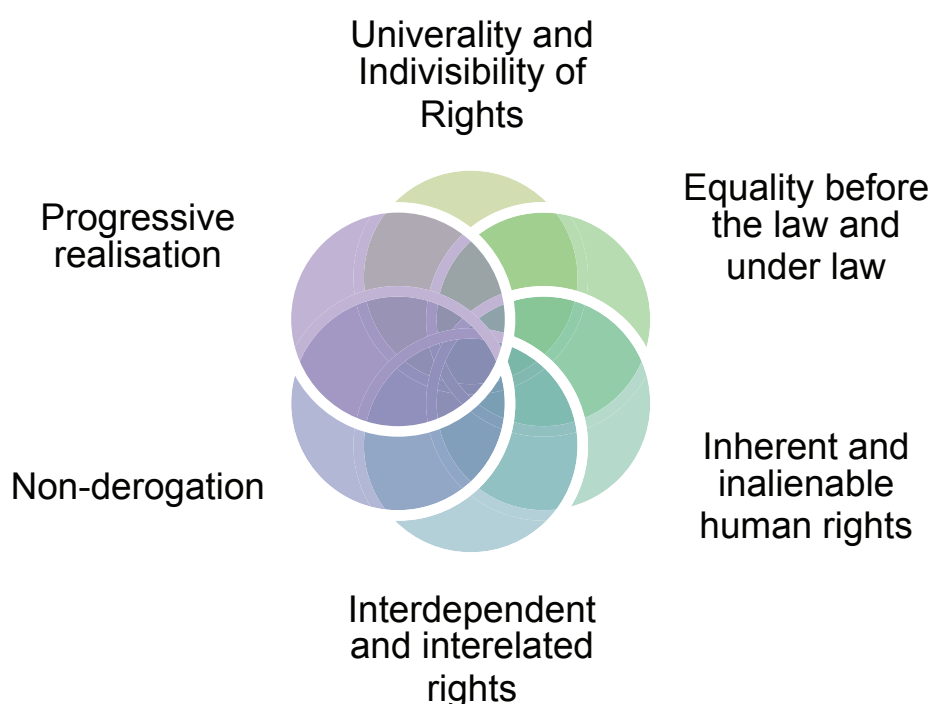 Univerality and
Indivisibility of
Rights
Equality before
the law and
under law
Inherent and
inalienable
human rights
Interdependent
and interelated
rights
Non-derogation
Progressive
realisation